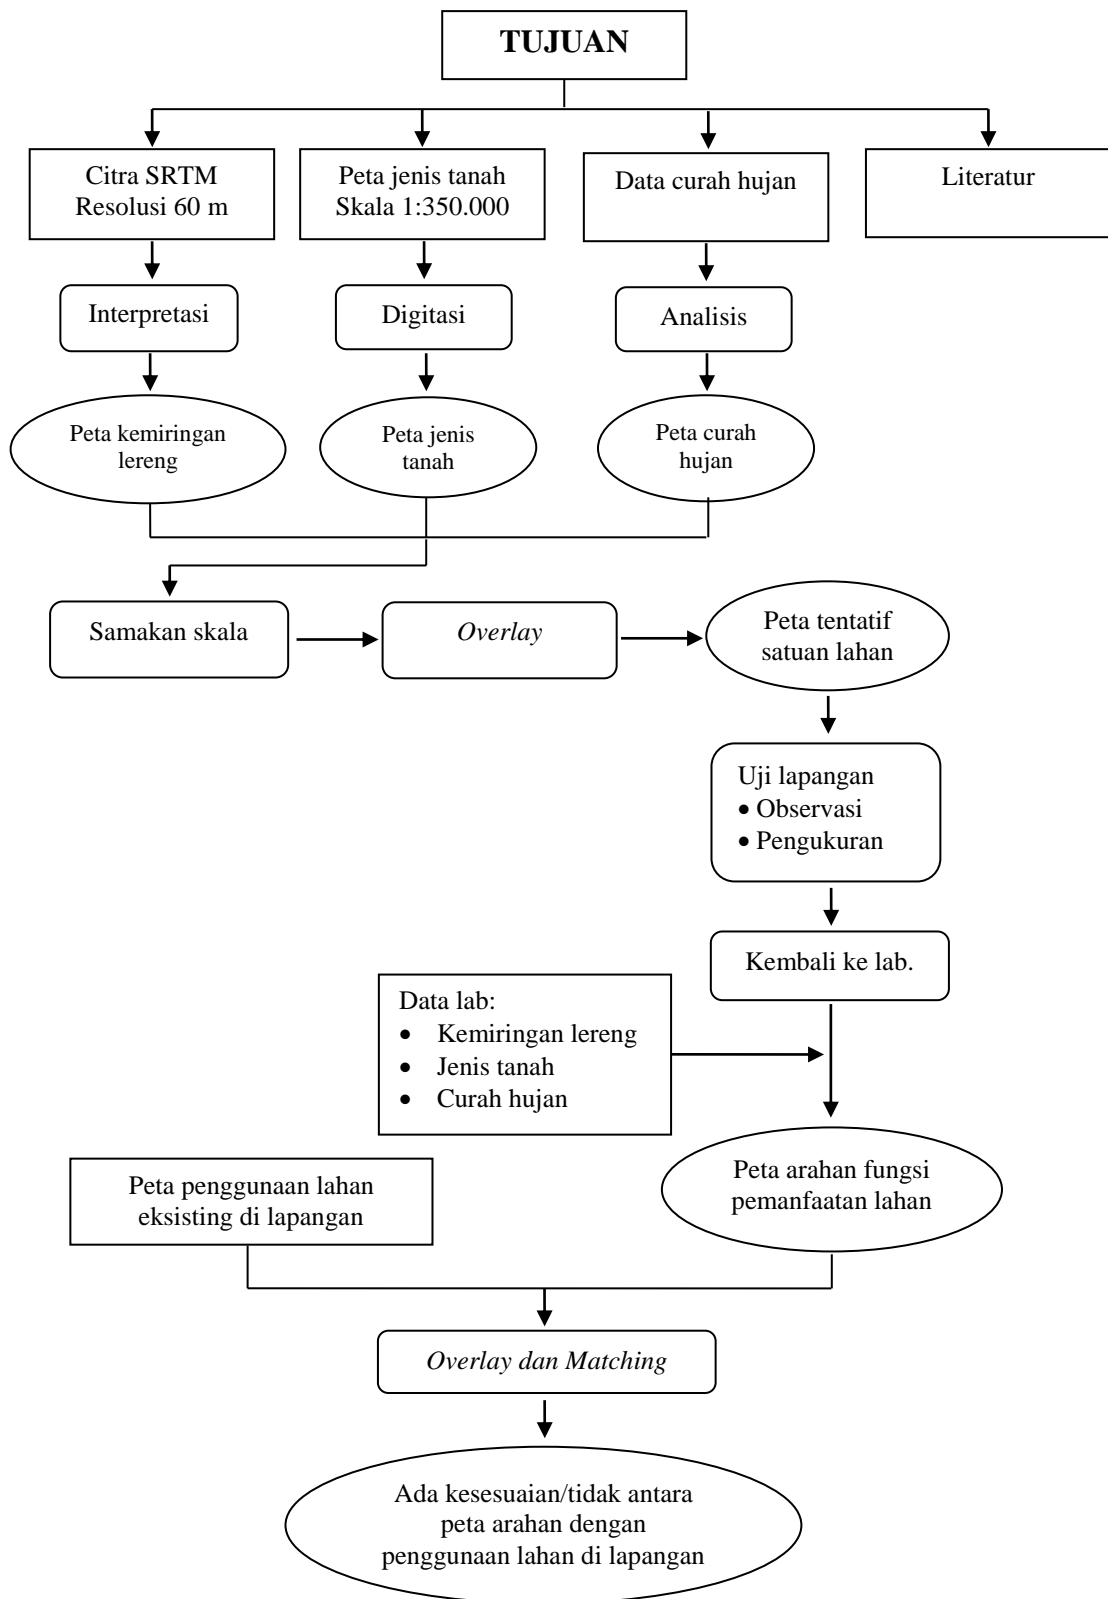 TUJUAN
Citra SRTM
Resolusi 60 m
Peta jenis tanah
Skala 1:350.000
Data curah hujan
Literatur
Interpretasi
Digitasi
Analisis
Peta kemiringan
lereng
Peta jenis
tanah
Peta curah
hujan
Samakan skala
Overlay
Peta tentatif
satuan lahan
Uji lapangan
• Observasi
• Pengukuran
Kembali ke lab.
Data lab:
• Kemiringan lereng
• Jenis tanah
• Curah hujan
Peta penggunaan lahan
eksisting di lapangan
Peta arahan fungsi
pemanfaatan lahan
Overlay dan Matching
Ada kesesuaian/tidak antara
peta arahan dengan
penggunaan lahan di lapangan